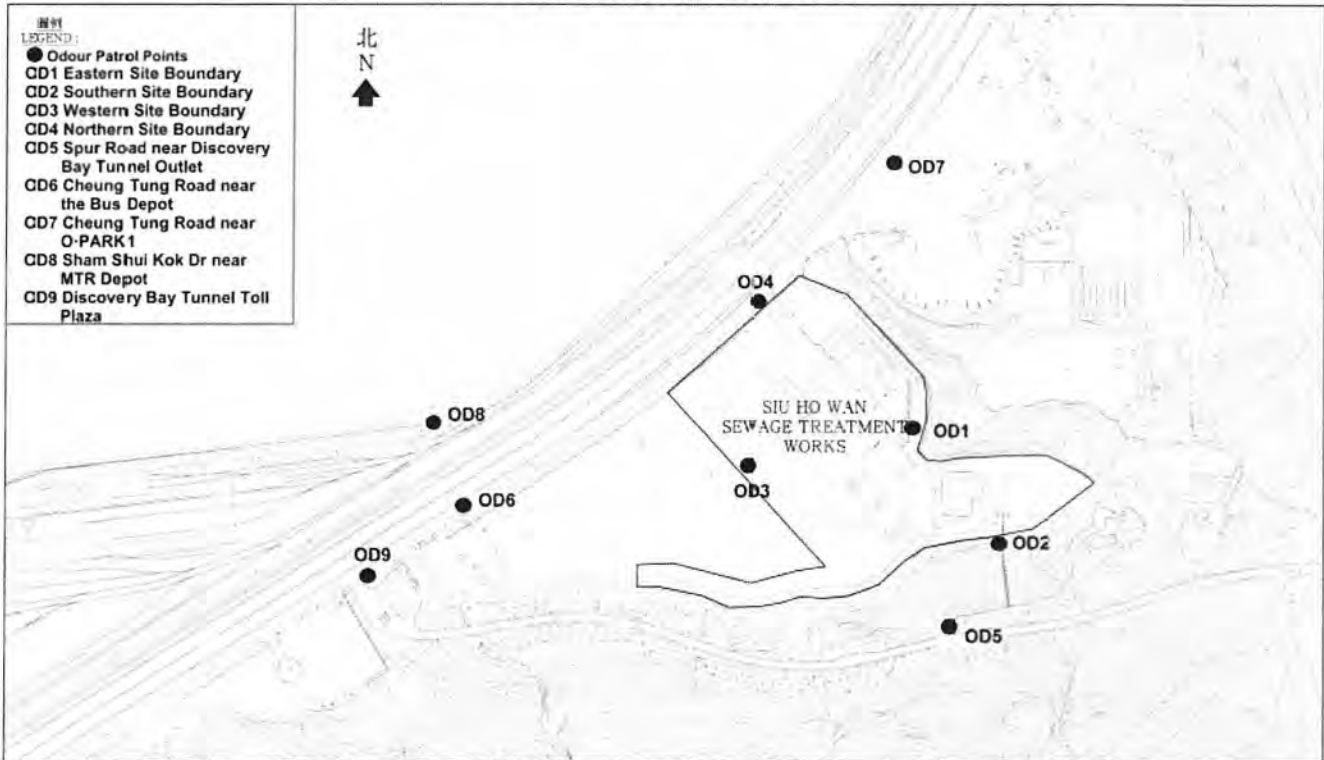 圖例
LEGEND:
Odour Patrol Points
OD1 Eastern Site Boundary
OD2 Southern Site Boundary
OD3 Western Site Boundary
OD4 Northern Site Boundary
OD5 Spur Road near Discovery
Bay Tunnel Outlet
OD6 Cheung Tung Road near
the Bus Depot
OD7 Cheung Tung Road near
O·PARK1
OD8 Sham Shui Kok Dr near
MTR Depot
OD9 Discovery Bay Tunnel Toll
Plaza
北
N
OD7
OD4
OD8
SIU HO WAN
SEWAGE TREATMENT
WORKS
OD1
OD3
OD6
OD2
OD9
OD5